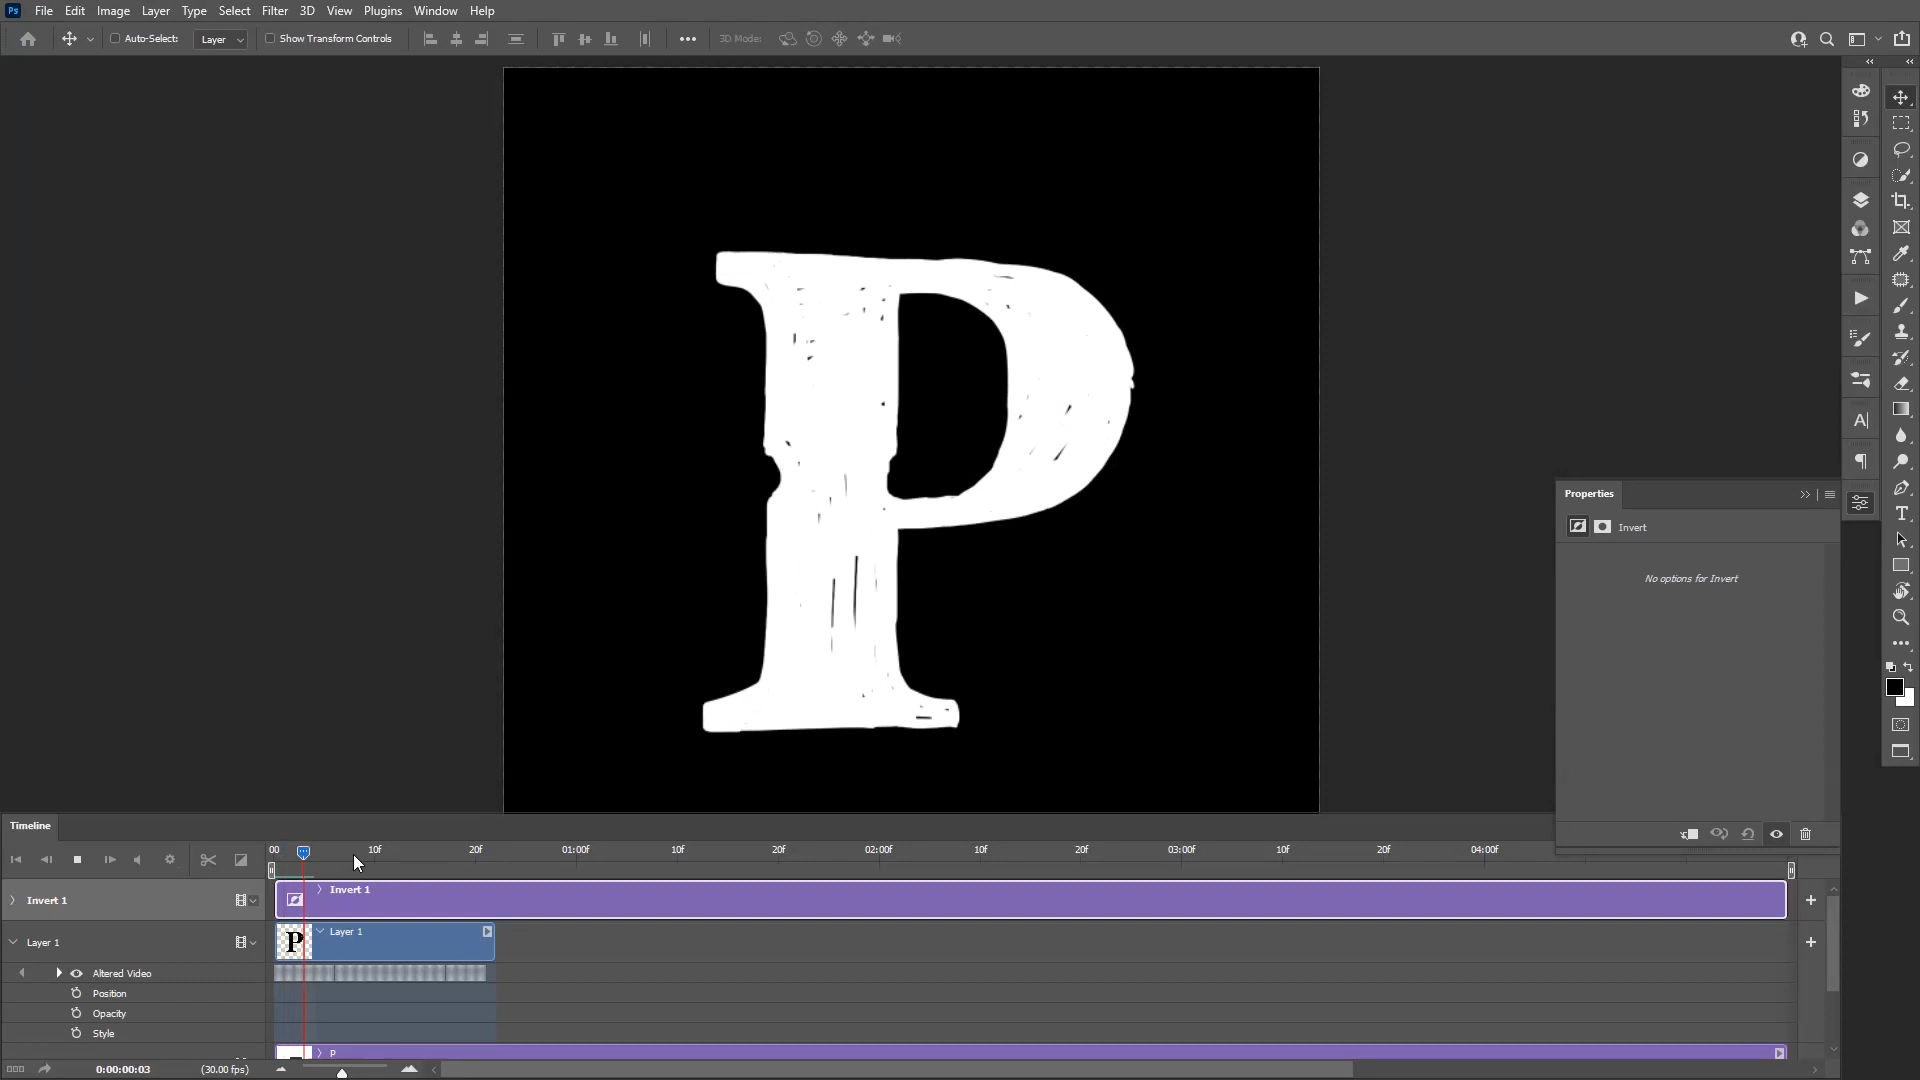 Ps File Edit Image Layer Type Select Filter 3D View Plugins Window Help
Auto-Select: Layer Show Transform Controls 3D Mode:
P
Properties
Invert
No options for Invert
Timeline
00 10f 20f 01:00f 10f 20f 02:00f 10f 20f 03:00f 10f 20f 04:00f
Invert 1 Invert 1
Layer 1 P Layer 1
Altered Video
Position
Opacity
Style
P
0:00:00:03 (30.00 fps)